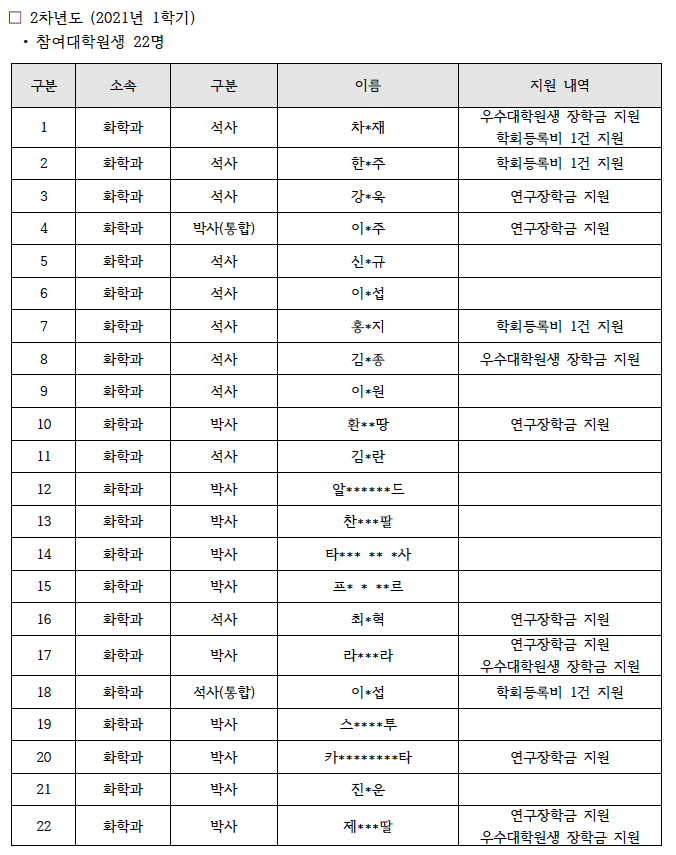 □ 2차년도 (2021년 1학기)
• 참여대학원생 22명
구분 소속 구분 이름 지원 내역
1 화학과 석사 차*재 우수대학원생 장학금 지원
학회등록비 1건 지원
2 화학과 석사 한*주 학회등록비 1건 지원
3 화학과 석사 강*욱 연구장학금 지원
4 화학과 박사(통합) 이*주 연구장학금 지원
5 화학과 석사 신*규
6 화학과 석사 이*섭
7 화학과 석사 홍*지 학회등록비 1건 지원
8 화학과 석사 김*종 우수대학원생 장학금 지원
9 화학과 석사 이*원
10 화학과 박사 환**땅 연구장학금 지원
11 화학과 석사 김*란
12 화학과 박사 알******드
13 화학과 박사 찬***팔
14 화학과 박사 타*** ** *사
15 화학과 박사 프* * **르
16 화학과 석사 최*혁 연구장학금 지원
17 화학과 박사 라***라 연구장학금 지원
우수대학원생 장학금 지원
18 화학과 석사(통합) 이*섭 학회등록비 1건 지원
19 화학과 박사 스****투
20 화학과 박사 카********타 연구장학금 지원
21 화학과 박사 진*운
22 화학과 박사 제***딸 연구장학금 지원
우수대학원생 장학금 지원